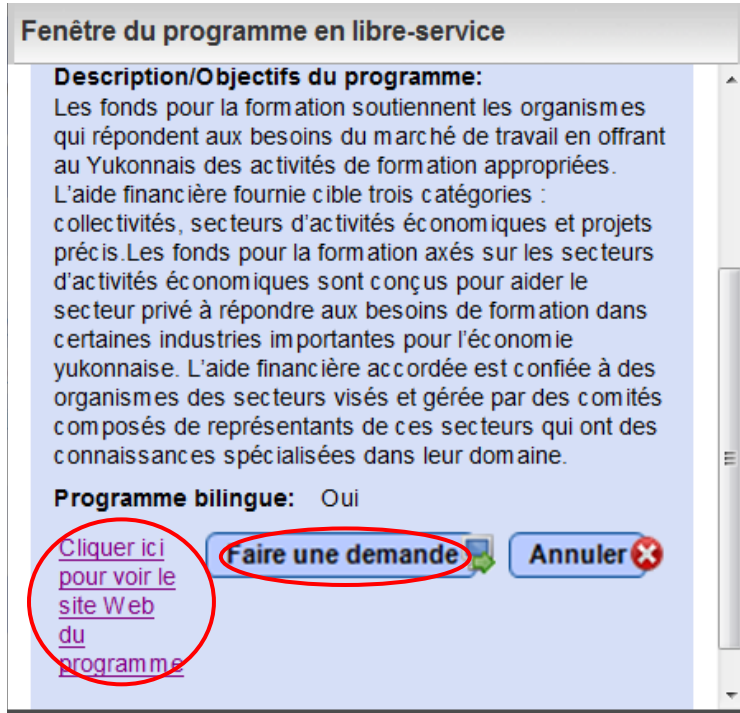 Fenêtre du programme en libre-service
Description/Objectifs du programme:
Les fonds pour la formation soutiennent les organismes
qui répondent aux besoins du marché de travail en offrant
au Yukonnais des activités de formation appropriées.
L'aide financière fournie cible trois catégories :
collectivités, secteurs d'activités économiques et projets
précis.Les fonds pour la formation axés sur les secteurs
d'activités économiques sont conçus pour aider le
secteur privé à répondre aux besoins de formation dans
certaines industries importantes pour l'économie
yukonnaise. L'aide financière accordée est confiée à des
organismes des secteurs visés et gérée par des comités
composés de représentants de ces secteurs qui ont des
connaissances spécialisées dans leur domaine.
Programme bilingue: Oui
Cliquer ici
pour voir le
site Web
du
programme
Faire une demande
Annuler